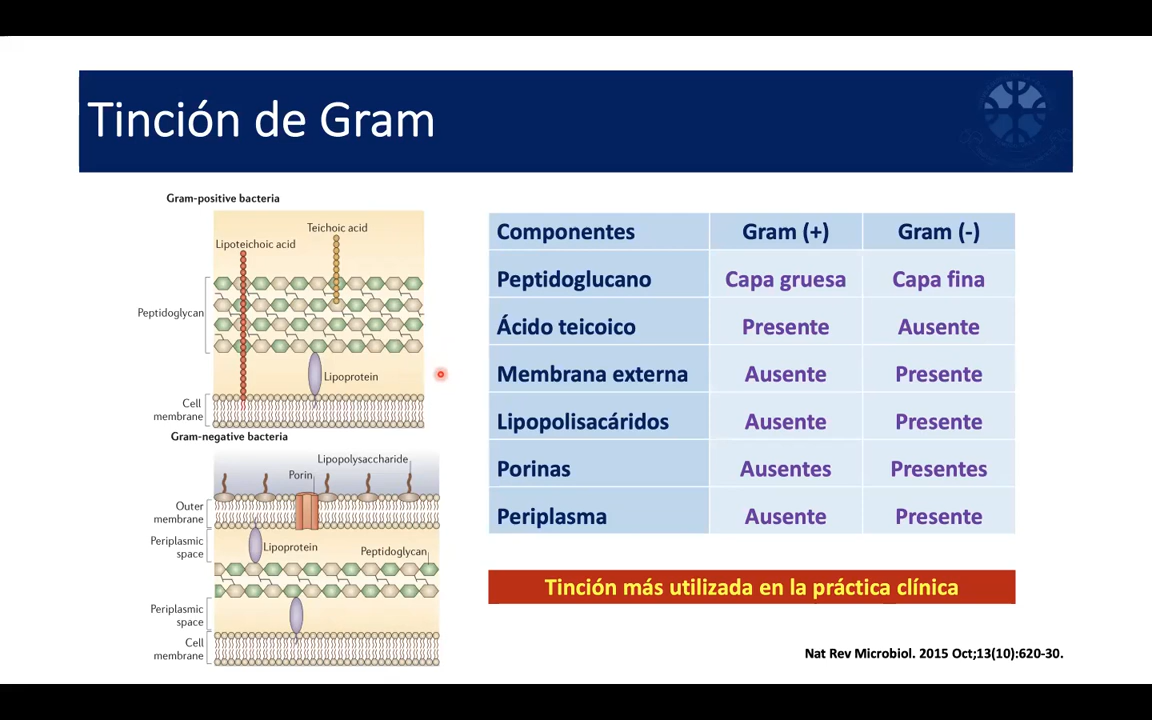 Tinción de Gram
Gram-positive bacteria
Teichoic acid
Lipoteichoic acid
Peptidoglycan
Lipoprotein
Cell
membrane
Gram-negative bacteria
Lipopolysaccharide
Porin
Outer
membrane
Periplasmic
space
Lipoprotein
Peptidoglycan
Periplasmic
space
Cell
membrane
Componentes Gram (+) Gram (-)
Peptidoglucano Capa gruesa Capa fina
Ácido teicoico Presente Ausente
Membrana externa Ausente Presente
Lipopolisacáridos Ausente Presente
Porinas Ausentes Presentes
Periplasma Ausente Presente
Tinción más utilizada en la práctica clínica
Nat Rev Microbiol. 2015 Oct;13(10):620-30.